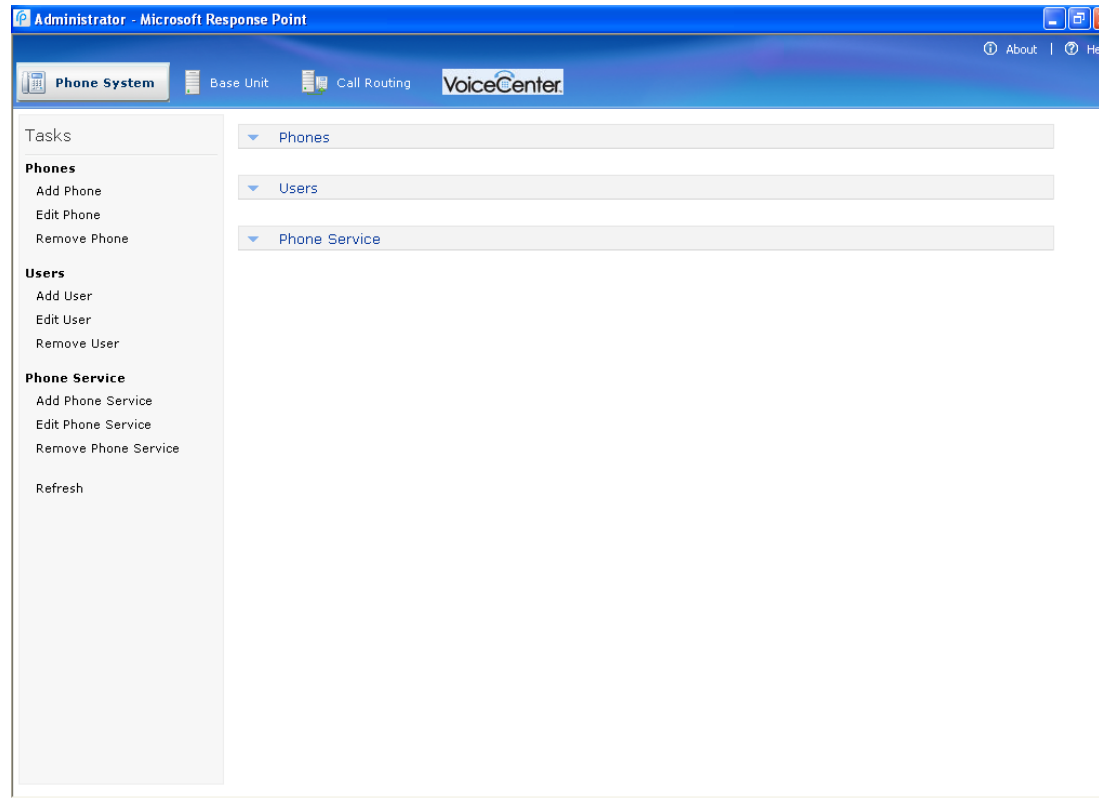 Administrator - Microsoft Response Point
About | He
Phone System Base Unit Call Routing VoiceCenter
Tasks
Phones
Add Phone
Edit Phone
Remove Phone
Users
Add User
Edit User
Remove User
Phone Service
Add Phone Service
Edit Phone Service
Remove Phone Service
Refresh
Phones
Users
Phone Service